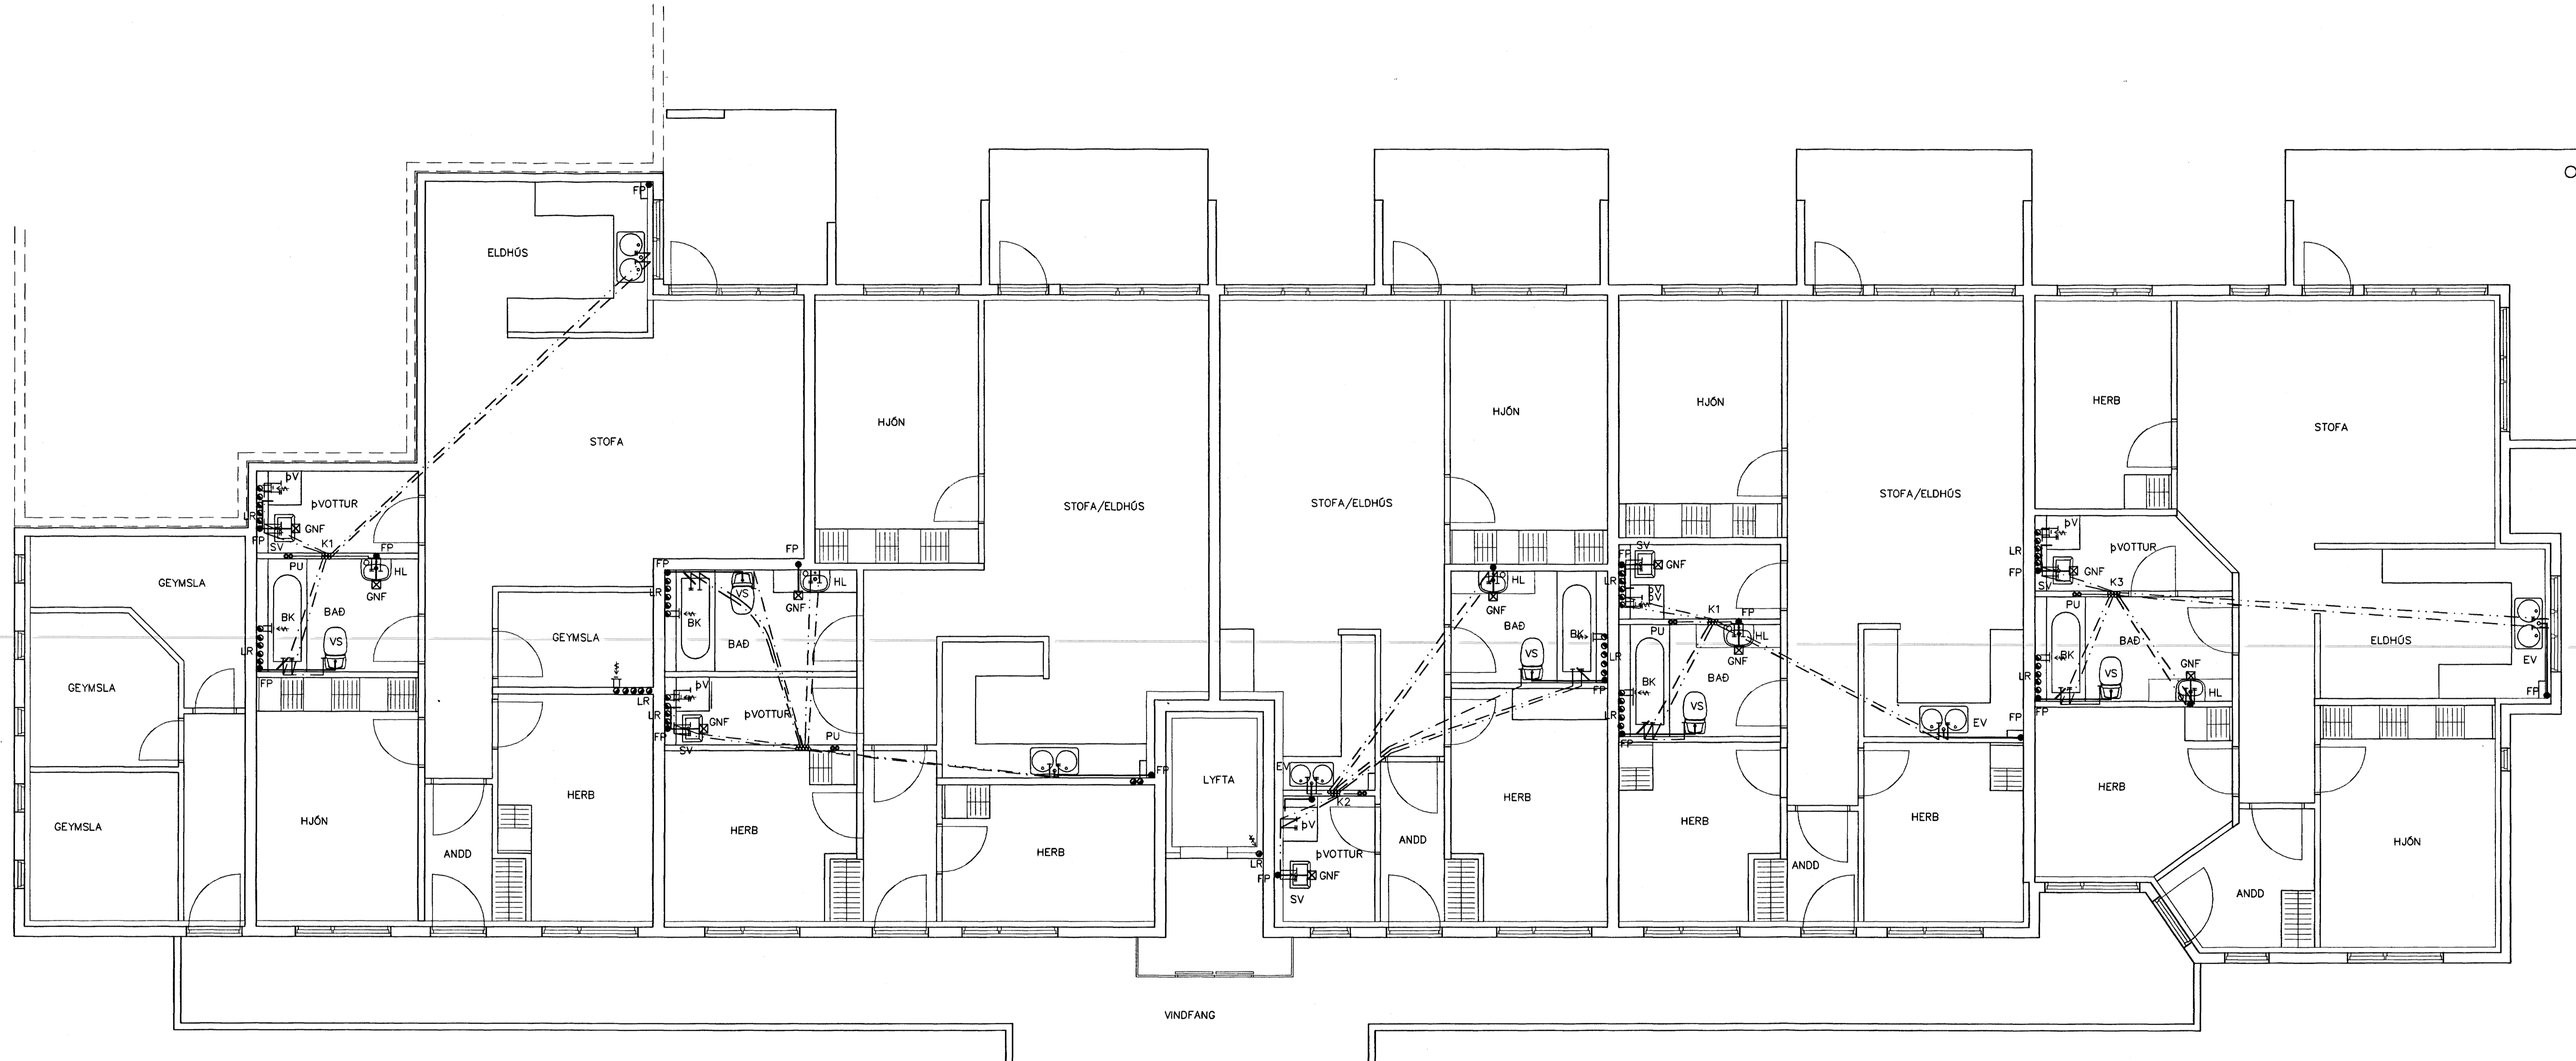 FP
ELDHÚS
STOFA
ÞV
ÞVOTTUR
LR
GNF
FP
SV
K1
FP
PU
HL
GNF
BK
BAÐ
VS
LR
FP
GEYMSLA
GEYMSLA
GEYMSLA
HJÓN
ANDD
GEYMSLA
LR
HERB
HJÓN
STOFA/ELDHÚS
FP
FP
LR
VS
HL
GNF
BK
BAÐ
ÞV
LR
GNF
ÞVOTTUR
FP
SV
PU
FP
HERB
HERB
LYFTA
LR
STOFA/ELDHÚS
HJÓN
HL
GNF
BAÐ
BK
VS
LR
FP
EV
K2
ÞV
ÞVOTTUR
FP
GNF
SV
ANDD
HERB
HJÓN
STOFA/ELDHÚS
SV
FP
GNF
LR
ÞV
ÞV
K1
FP
PU
HL
GNF
BK
BAÐ
VS
LR
FP
EV
FP
HERB
ANDD
HERB
HERB
STOFA
ÞV
LR
ÞVOTTUR
FP
GNF
SV
K3
PU
BAÐ
BK
VS
GNF
LR
HL
FP
ELDHÚS
EV
FP
HERB
ANDD
HJÓN
VINDFANG